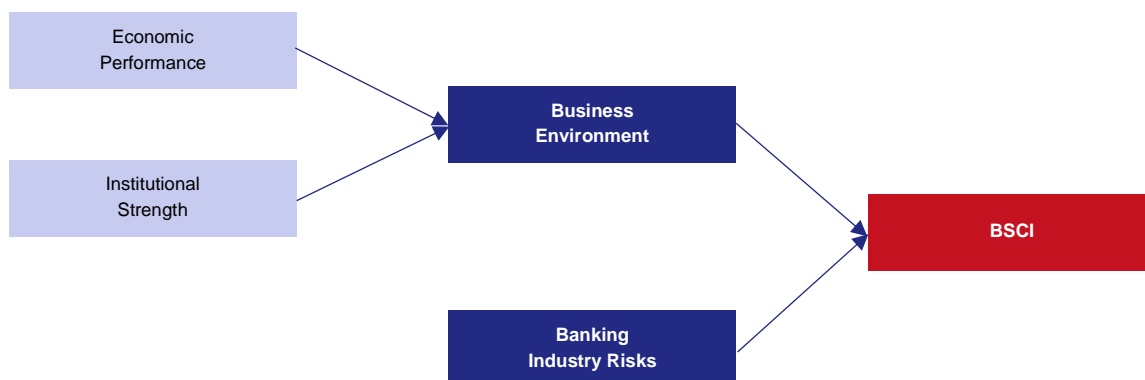 Economic
Performance
Business
Environment
Institutional
Strength
BSCI
Banking
Industry Risks